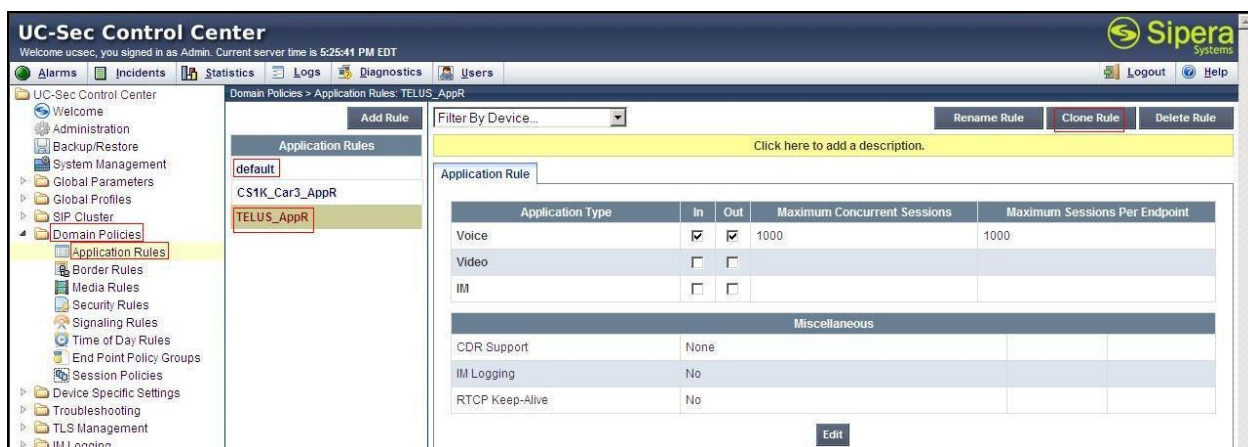 UC-Sec Control Center
Welcome ucsec, you signed in as Admin. Current server time is 5:25:41 PM EDT
Sipera
Systems
Alarms Incidents Statistics Logs Diagnostics Users Logout Help
UC-Sec Control Center
Welcome
Administration
Backup/Restore
System Management
Global Parameters
Global Profiles
SIP Cluster
Domain Policies
Application Rules
Border Rules
Media Rules
Security Rules
Signaling Rules
Time of Day Rules
End Point Policy Groups
Session Policies
Device Specific Settings
Troubleshooting
TLS Management
IM Logging
Domain Policies > Application Rules: TELUS_AppR
Add Rule
Application Rules
default
CS1K_Car3_AppR
TELUS_AppR
Filter By Device...
Rename Rule Clone Rule Delete Rule
Click here to add a description.
Application Rule
Application Type In Out Maximum Concurrent Sessions Maximum Sessions Per Endpoint
Voice 1000 1000
Video
IM
Miscellaneous
CDR Support None
IM Logging No
RTCP Keep-Alive No
Edit